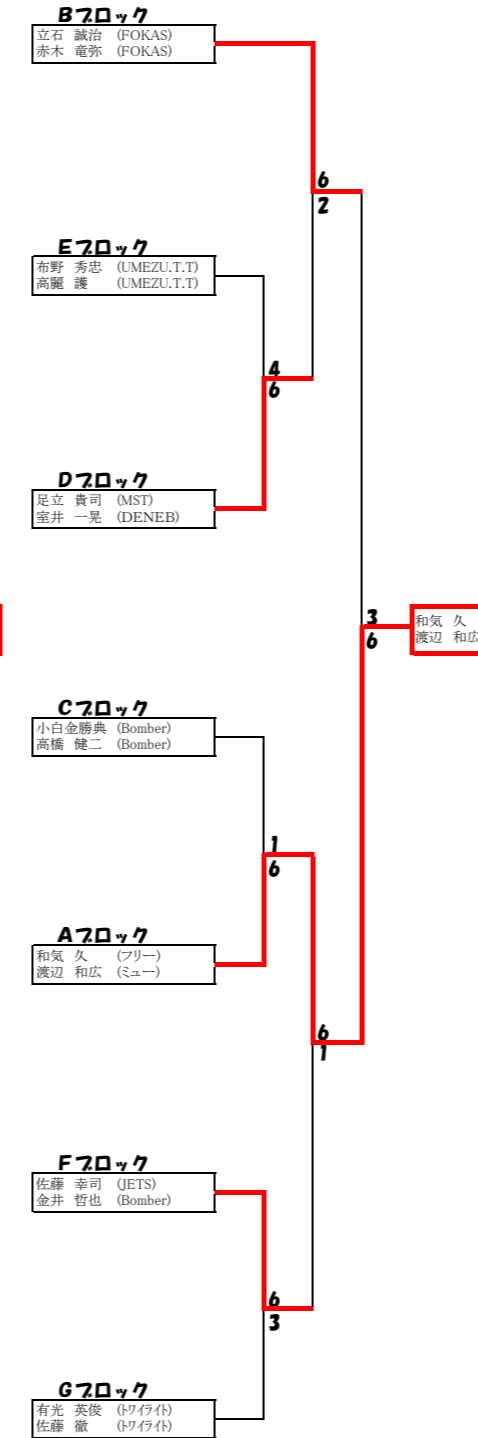 Bブロック
立石 誠治 (FOKAS)
赤木 竜弥 (FOKAS)
6
2
Eブロック
布野 秀忠 (UMEZU.T.T)
高麗 護 (UMEZU.T.T)
4
6
Dブロック
足立 貴司 (MST)
室井 一晃 (DENEB)
3
6
和気 久
渡辺 和広
Cブロック
小白金勝典 (Bomber)
高橋 健二 (Bomber)
1
6
Aブロック
和気 久 (フリー)
渡辺 和広 (ミュー)
6
1
Fブロック
佐藤 幸司 (JETS)
金井 哲也 (Bomber)
6
3
Gブロック
有光 英俊 (トワイライト)
佐藤 徹 (トワイライト)